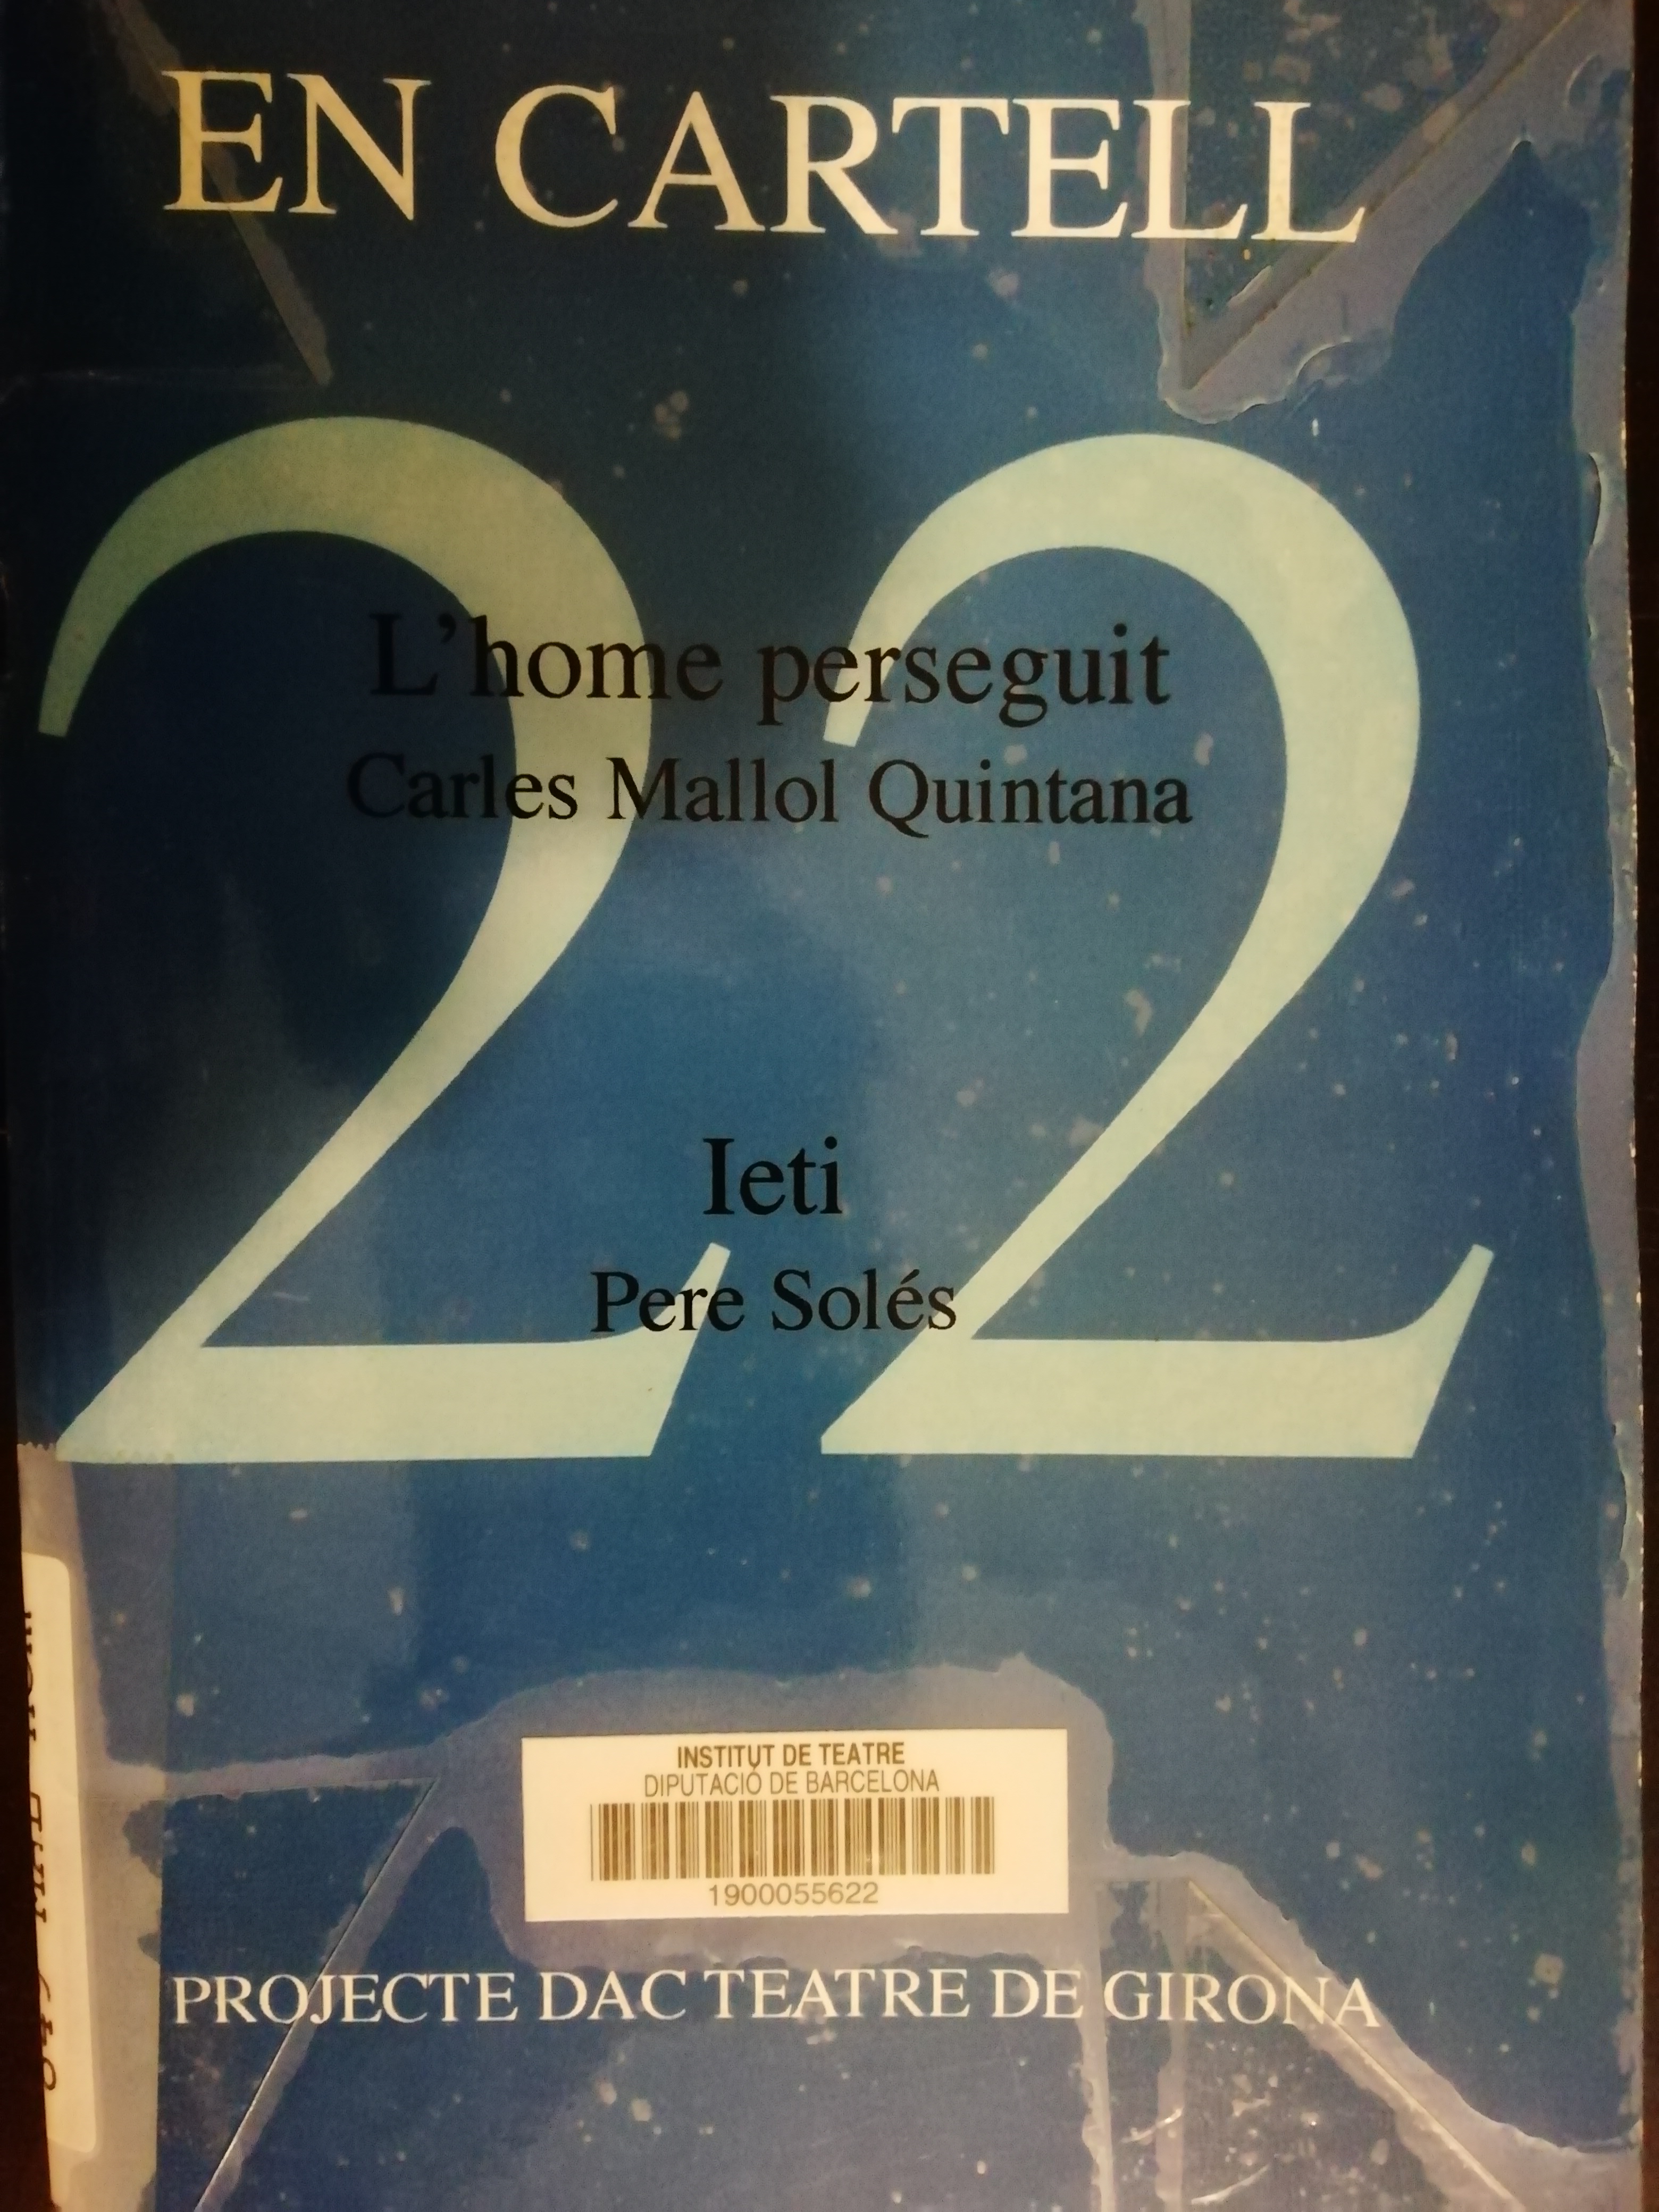 EN CARTELL
22
L'home perseguit
Carles Mallol Quintana
Ieti
Pere Solés
INSTITUT DE TEATRE
DIPUTACIÓ DE BARCELONA
1900055622
PROJECTE DAC TEATRE DE GIRONA